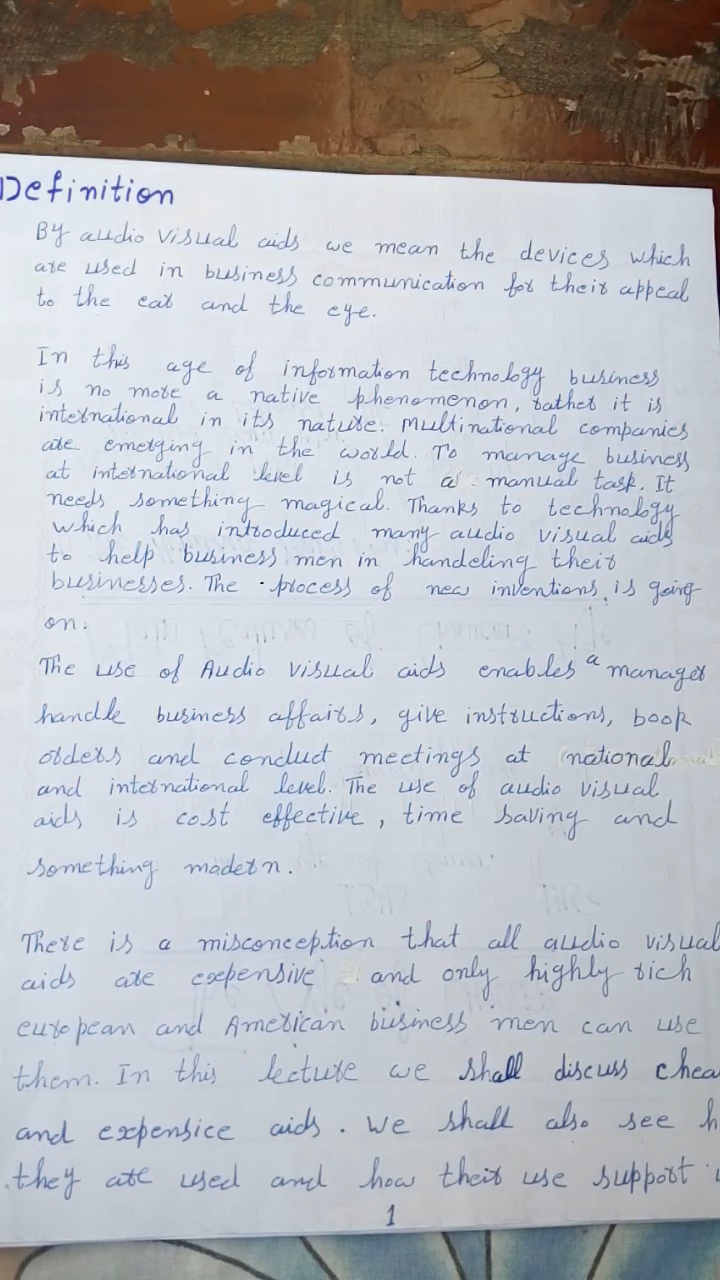 Definition
By audio visual aids we mean the devices which
are used in business communication for their appeal
to the ear and the eye.
In this age of information technology business
is no more a native phenomenon, rather it is
international in its nature. Multinational companies
are emerging in the world. To manage business
at international level is not a manual task. It
needs something magical. Thanks to technology
which has introduced many audio visual aids
to help business men in handeling their
businesses. The process of new inventions is going
on.
The use of Audio visual aids enables a manager
handle business affairs, give instructions, book
orders and conduct meetings at national
and international level. The use of audio visual
aids is cost effective, time saving and
something modern.
There is a misconception that all audio visual
aids are expensive and only highly rich
european and American business men can use
them. In this lecture we shall discuss chea
and expensice aids. We shall also see h
they are used and how their use support
1